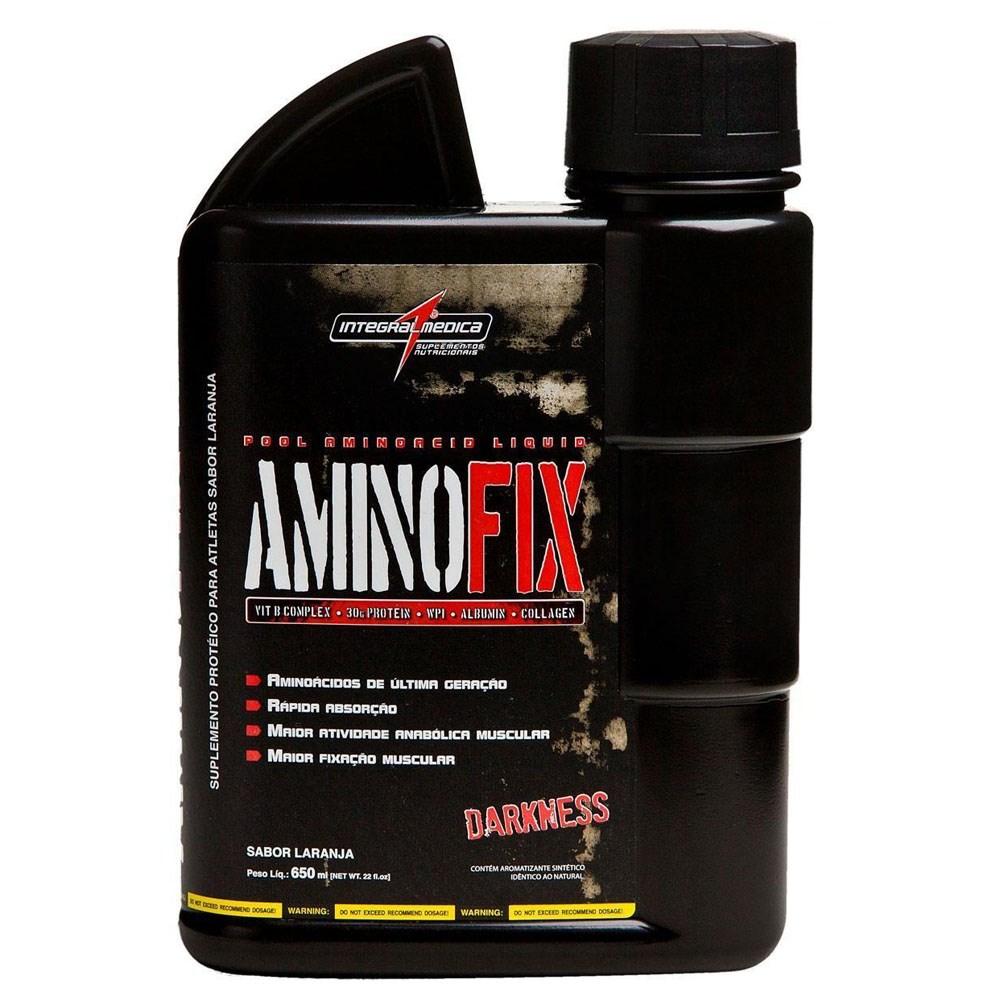 INTEGRALMEDICA
SUPLEMENTOS
NUTRICIONAIS
POOL AMINOACID LIQUID
AMINOFIX
VIT B COMPLEX • 30G PROTEIN • WPI • ALBUMIN • COLLAGEN
AMINOÁCIDOS DE ÚLTIMA GERAÇÃO
RÁPIDA ABSORÇÃO
MAIOR ATIVIDADE ANABÓLICA MUSCULAR
MAIOR FIXAÇÃO MUSCULAR
DARKNESS
SABOR LARANJA
Peso Líq.: 650 ml [NET WT. 22 fl.oz]
CONTÉM AROMATIZANTE SINTÉTICO
IDÊNTICO AO NATURAL
DO NOT EXCEED RECOMMEND DOSAGE! WARNING: DO NOT EXCEED RECOMMEND DOSAGE! WARNING: DO NOT EXCEED RECOMMEND DOSAGE!
SUPLEMENTO PROTÉICO PARA ATLETAS SABOR LARANJA